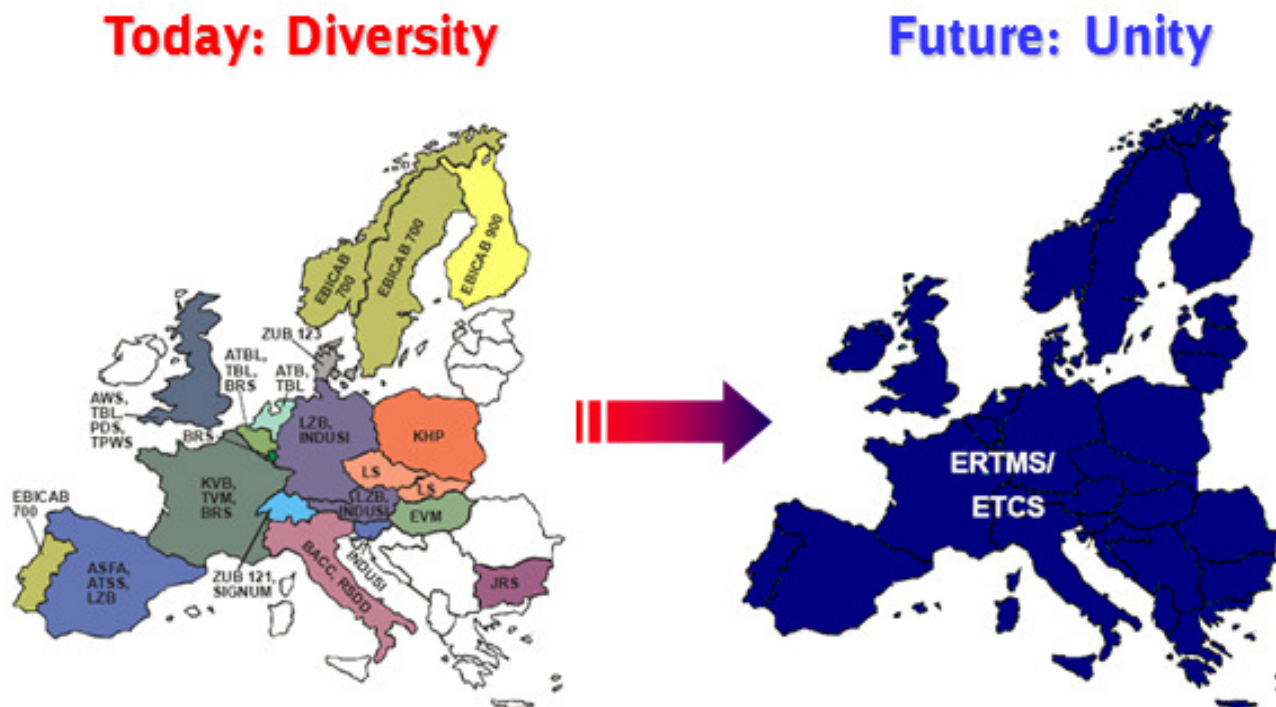 Today: Diversity
Future: Unity
EBICAB
700
EBICAB 700
EBICAB 900
ZUB 123
ATBL,
TBL,
BRS
ATB,
TBL
AWS,
TBL,
PDS,
TPWS
BRS
LZB,
INDUSI
KHP
LS
LS
KVB,
TVM,
BRS
LZB,
INDUSI
EVM
EBICAB
700
ASFA,
ATSS,
LZB
ZUB 121,
SIGNUM
BACC, RSDD
INDUSI
JRS
ERTMS/
ETCS